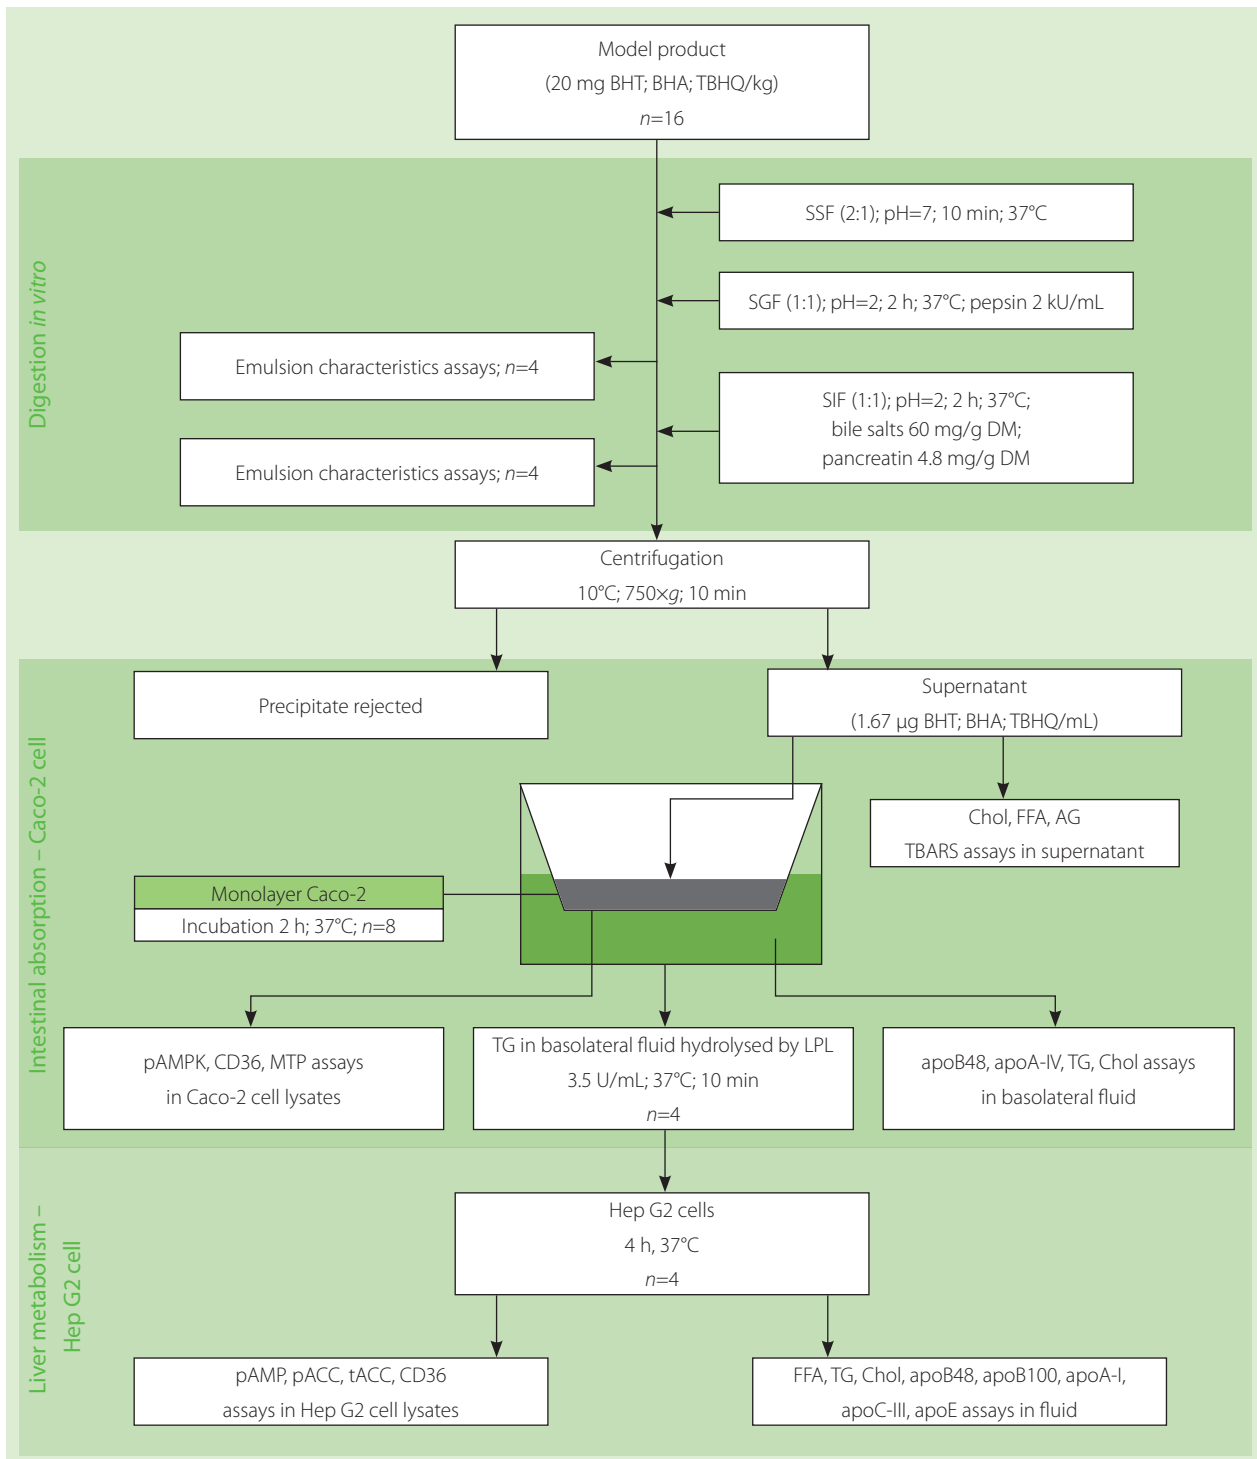 Model product
(20 mg BHT; BHA; TBHQ/kg)
n=16
Digestion in vitro
SSF (2:1); pH=7; 10 min; 37°C
SGF (1:1); pH=2; 2 h; 37°C; pepsin 2 kU/mL
Emulsion characteristics assays; n=4
SIF (1:1); pH=2; 2 h; 37°C;
bile salts 60 mg/g DM;
pancreatin 4.8 mg/g DM
Emulsion characteristics assays; n=4
Centrifugation
10°C; 750×g; 10 min
Intestinal absorption – Caco-2 cell
Precipitate rejected
Supernatant
(1.67 µg BHT; BHA; TBHQ/mL)
Chol, FFA, AG
TBARS assays in supernatant
Monolayer Caco-2
Incubation 2 h; 37°C; n=8
pAMPK, CD36, MTP assays
in Caco-2 cell lysates
TG in basolateral fluid hydrolysed by LPL
3.5 U/mL; 37°C; 10 min
n=4
apoB48, apoA-IV, TG, Chol assays
in basolateral fluid
Liver metabolism –
Hep G2 cell
Hep G2 cells
4 h, 37°C
n=4
pAMP, pACC, tACC, CD36
assays in Hep G2 cell lysates
FFA, TG, Chol, apoB48, apoB100, apoA-I,
apoC-III, apoE assays in fluid